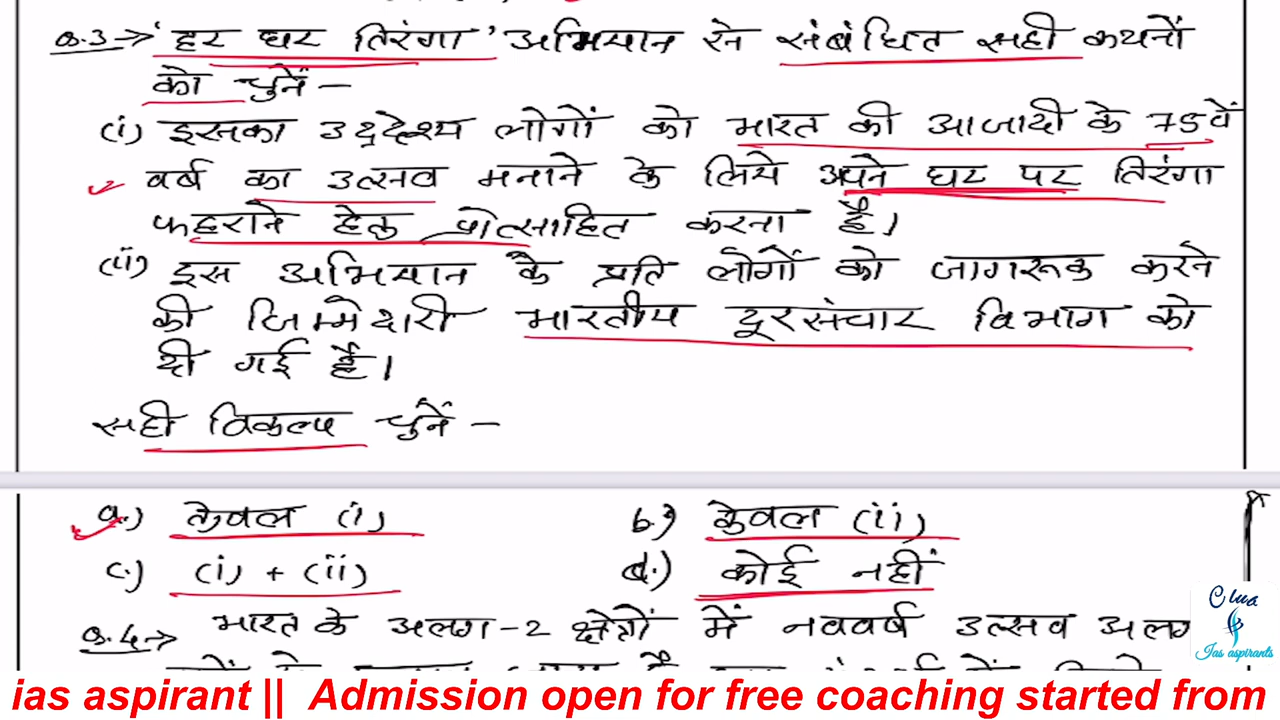 Q.3→ 'हर घर तिरंगा' अभियान से संबंधित सही कथनों
को चुनें –
(i) इसका उद्देश्य लोगों को भारत की आजादी के 75वें
वर्ष का उत्सव मनाने के लिये अपने घर पर तिरंगा
फहराने हेतु प्रोत्साहित करना है।
(ii) इस अभियान के प्रति लोगों को जागरूक करने
की जिम्मेदारी भारतीय दूरसंचार विभाग को
दी गई है।
सही विकल्प चुनें –
a.) केवल (i)
b.) केवल (ii)
c.) (i) + (ii)
d.) कोई नहीं
Q.4→ भारत के अलग-2 क्षेत्रों में नववर्ष उत्सव अलग
Clua
Ias aspirants
ias aspirant || Admission open for free coaching started from